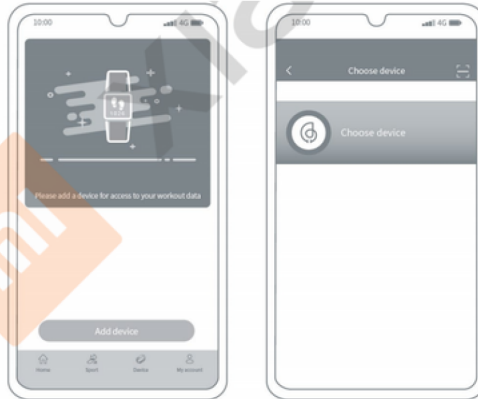 10:00
4G
Please add a device for access to your workout data
Add device
Home
Sport
Device
My account
10:00
4G
Choose device
Choose device